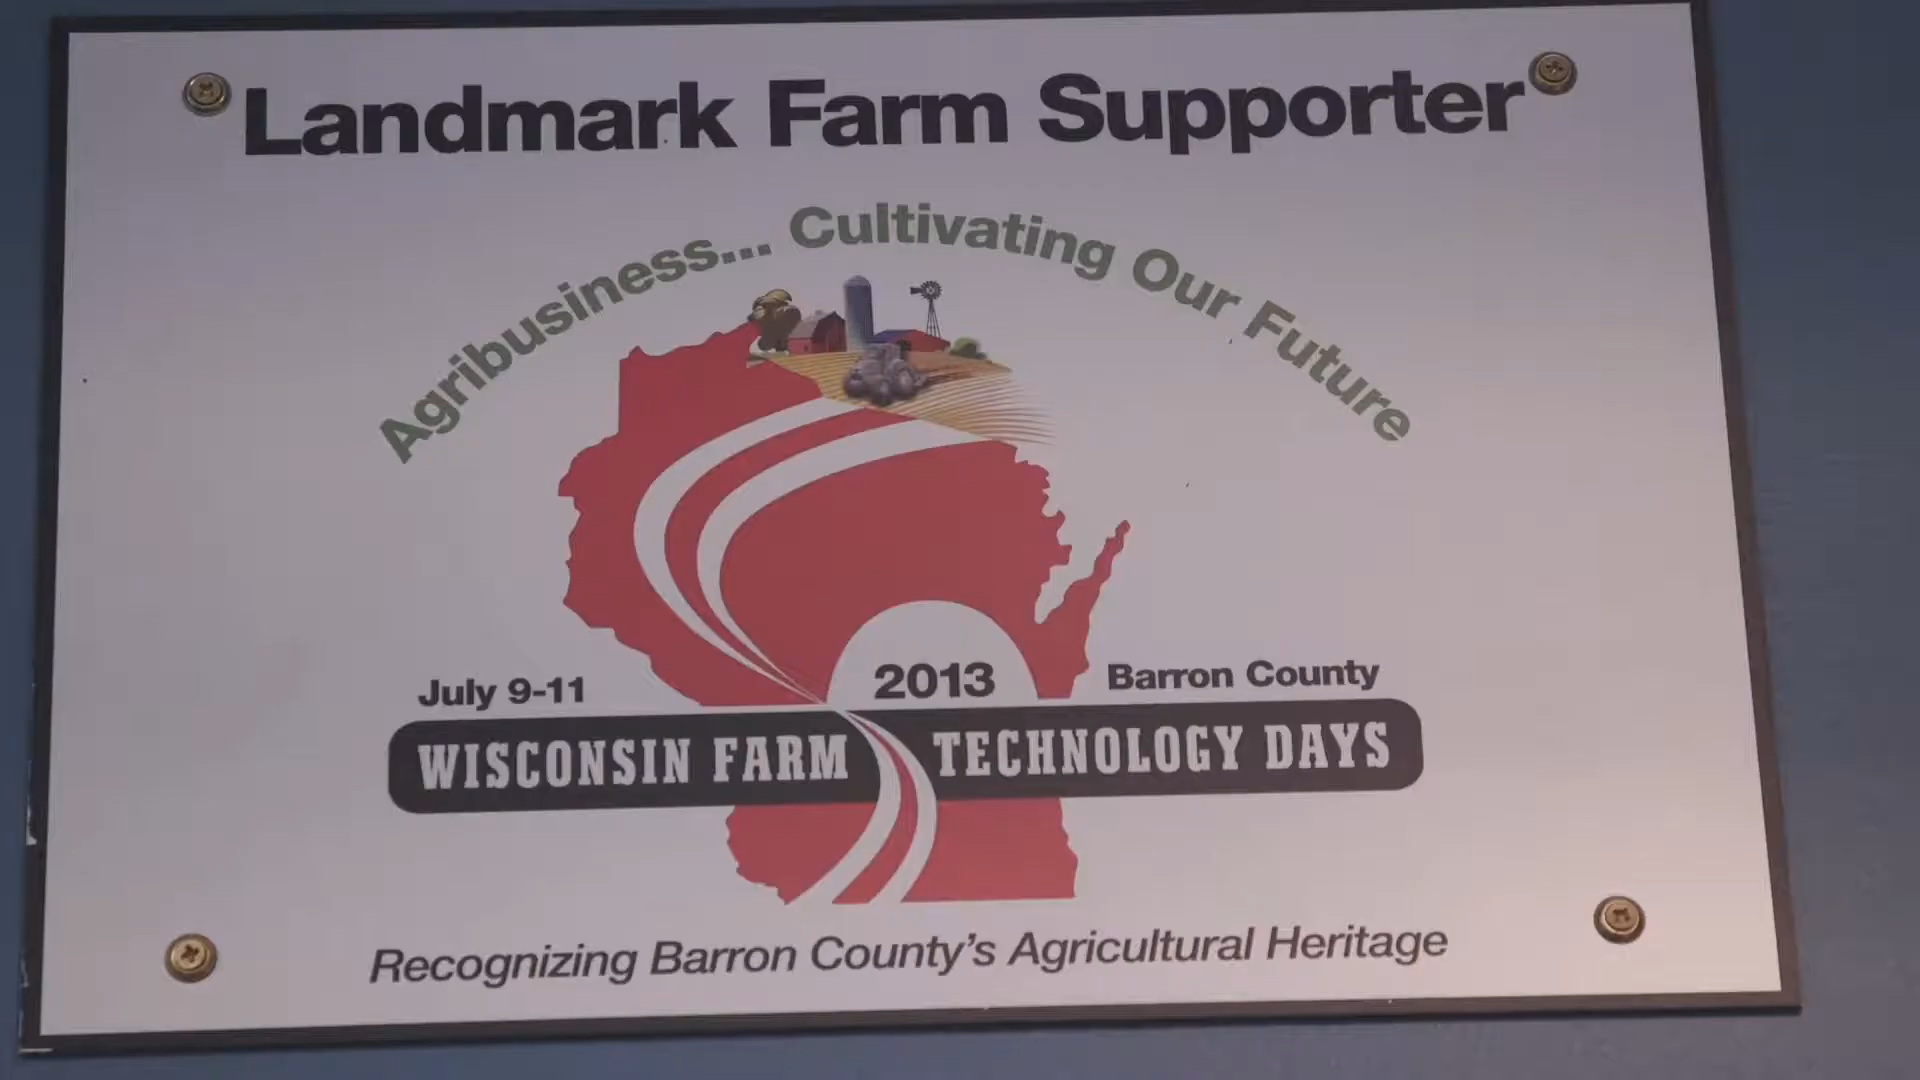 Landmark Farm Supporter
Agribusiness... Cultivating Our Future
July 9-11
2013
Barron County
WISCONSIN FARM TECHNOLOGY DAYS
Recognizing Barron County's Agricultural Heritage